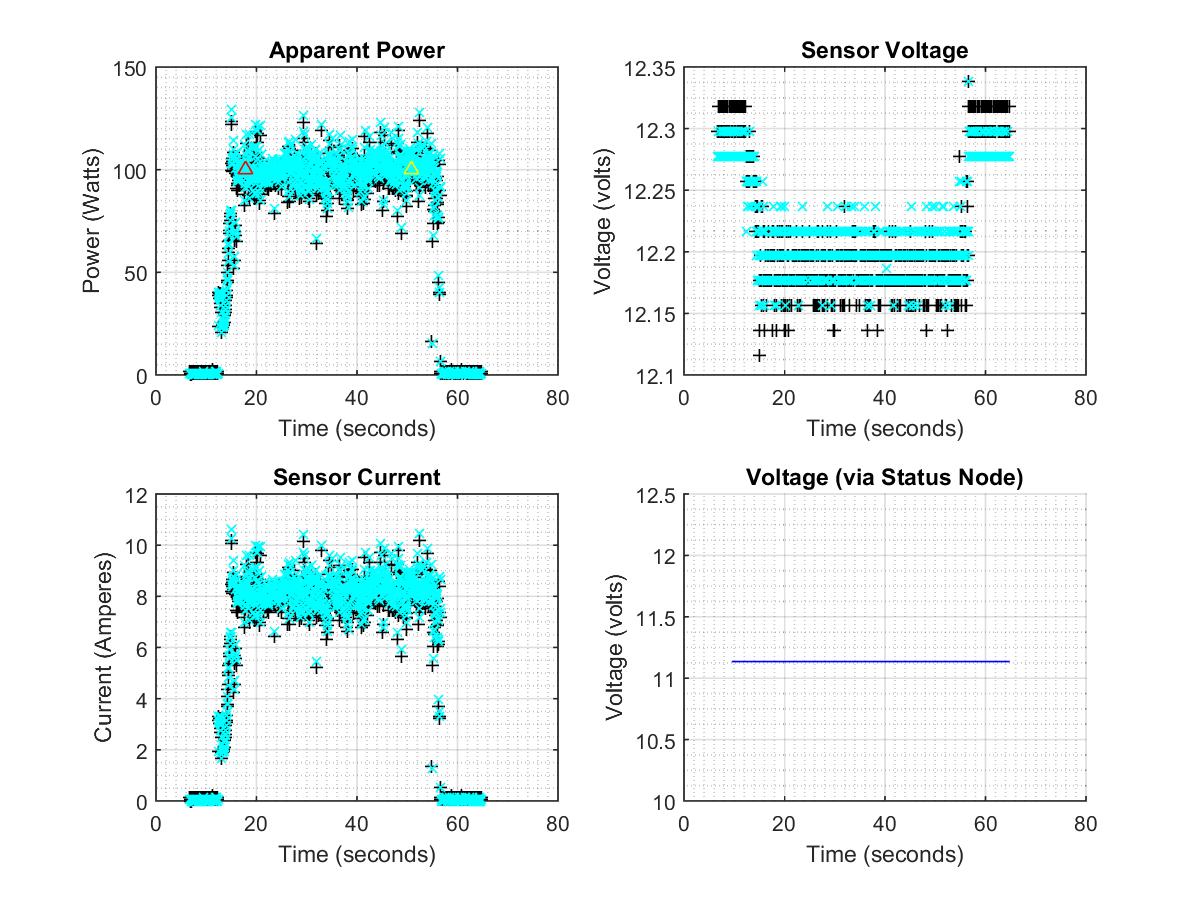 Apparent Power
150
100
50
0
Power (Watts)
0 20 40 60 80
Time (seconds)
Sensor Voltage
12.35
12.3
12.25
12.2
12.15
12.1
Voltage (volts)
0 20 40 60 80
Time (seconds)
Sensor Current
12
10
8
6
4
2
0
Current (Amperes)
0 20 40 60 80
Time (seconds)
Voltage (via Status Node)
12.5
12
11.5
11
10.5
10
Voltage (volts)
0 20 40 60 80
Time (seconds)